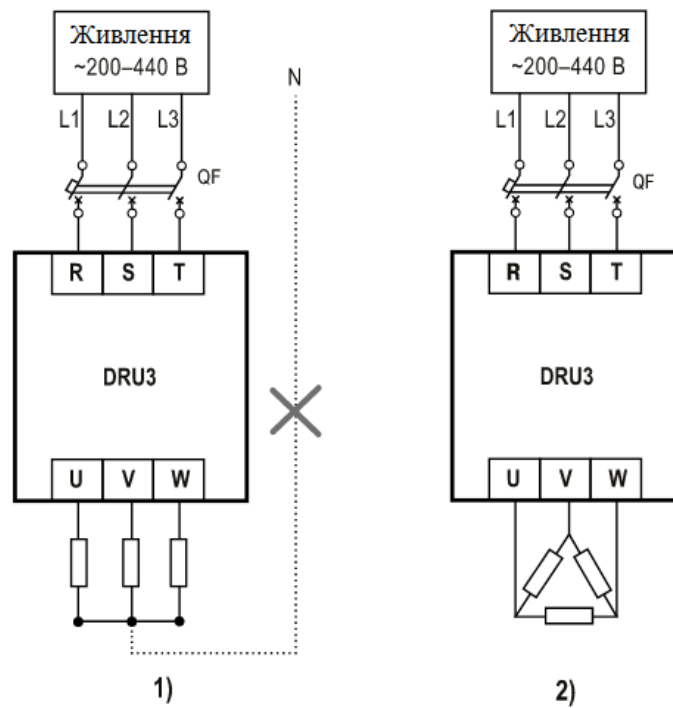 Живлення
~200–440 В
N
L1 L2 L3
QF
R S T
DRU3
U V W
1)
Живлення
~200–440 В
L1 L2 L3
QF
R S T
DRU3
U V W
2)